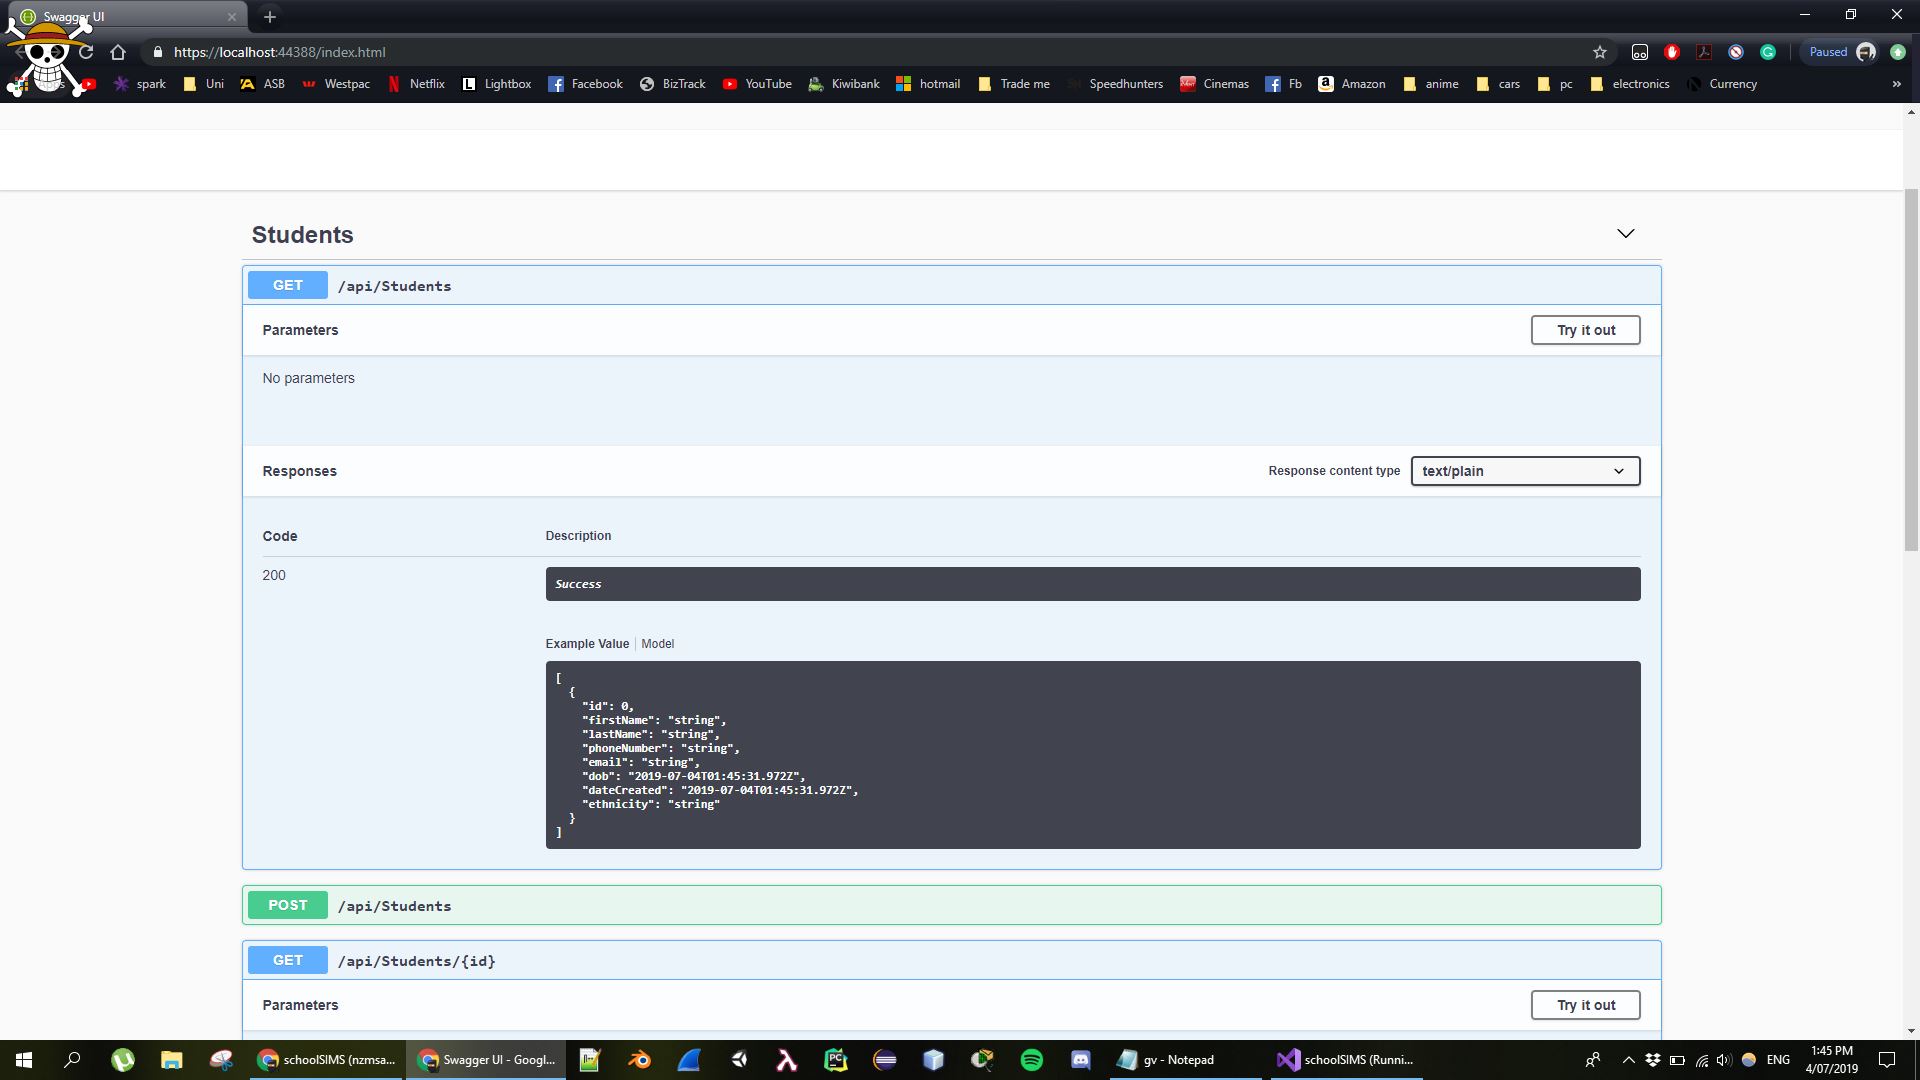 Swagger UI
https://localhost:44388/index.html
Paused
Apps spark Uni ASB Westpac Netflix Lightbox Facebook BizTrack YouTube Kiwibank hotmail Trade me Speedhunters Cinemas Fb Amazon anime cars pc electronics Currency »
Students
GET /api/Students
Parameters Try it out
No parameters
Responses Response content type text/plain
Code Description
200 Success
Example Value Model
[
{
"id": 0,
"firstName": "string",
"lastName": "string",
"phoneNumber": "string",
"email": "string",
"dob": "2019-07-04T01:45:31.972Z",
"dateCreated": "2019-07-04T01:45:31.972Z",
"ethnicity": "string"
}
]
POST /api/Students
GET /api/Students/{id}
Parameters Try it out
schoolSIMS (nzmsa... Swagger UI - Googl... gv - Notepad schoolSIMS (Runni... ENG
1:45 PM
4/07/2019